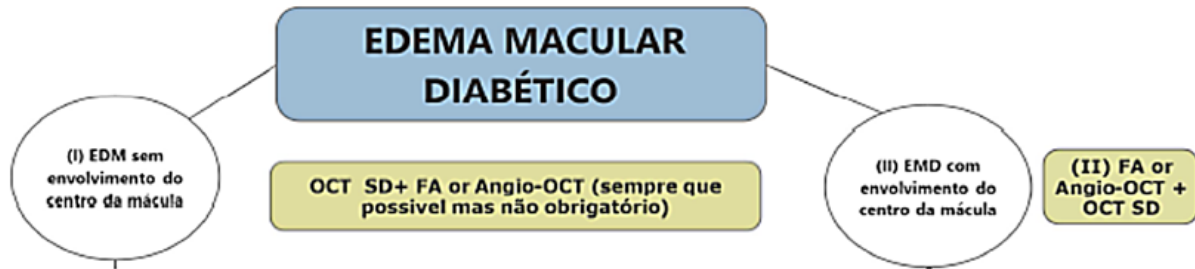 EDEMA MACULAR
DIABÉTICO
(I) EDM sem
envolvimento do
centro da mácula
OCT SD+ FA or Angio-OCT (sempre que
possivel mas não obrigatório)
(II) EMD com
envolvimento do
centro da mácula
(II) FA or
Angio-OCT +
OCT SD